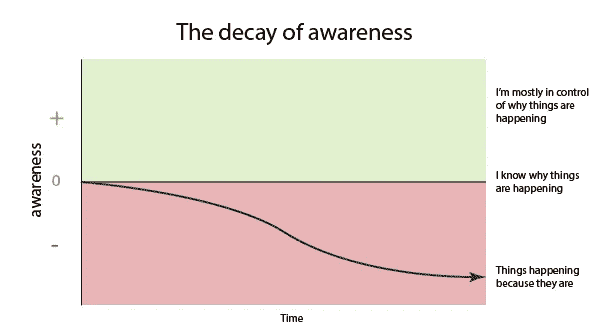 The decay of awareness
I'm mostly in control
of why things are
happening
+
awareness
0
I know why things
are happening
-
Things happening
because they are
Time